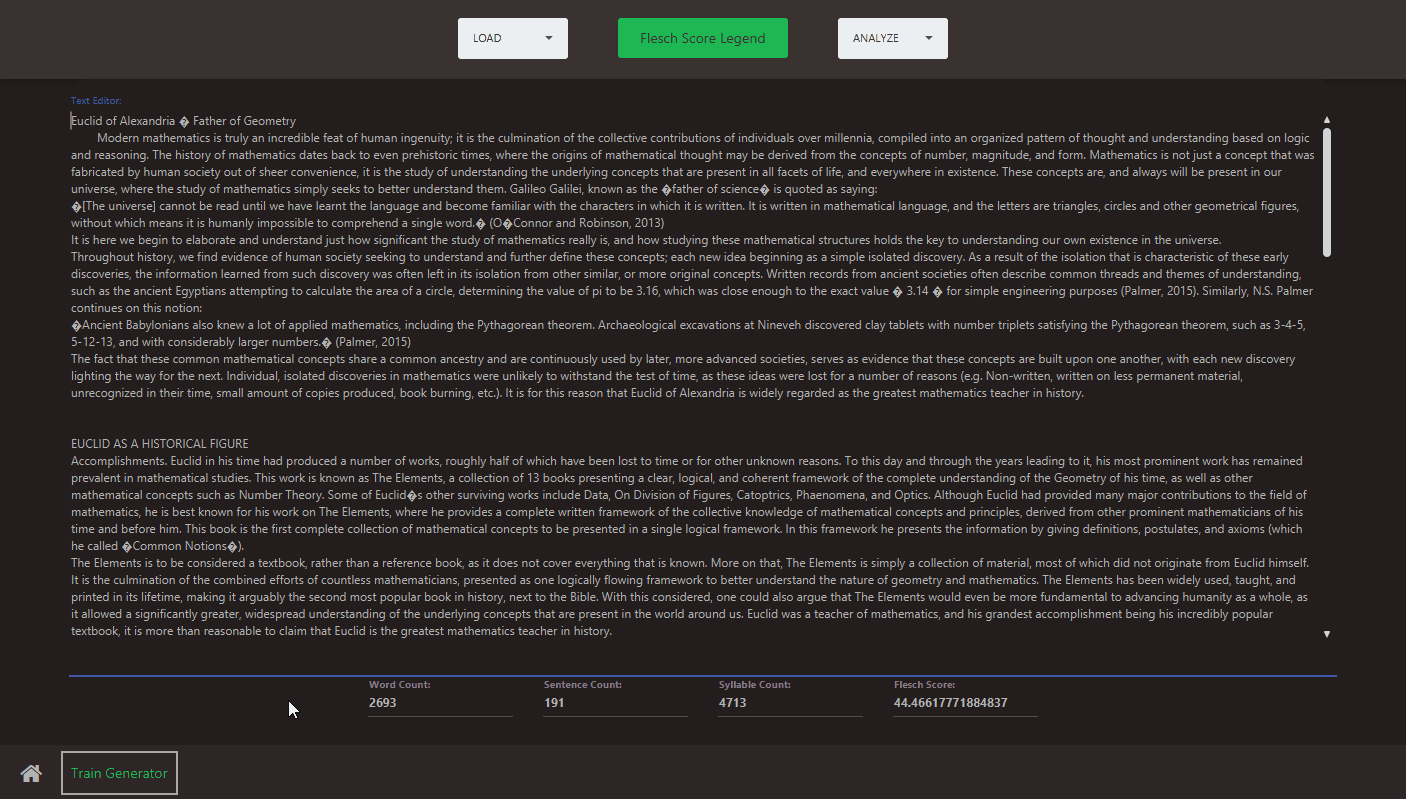 LOAD
Flesch Score Legend
ANALYZE
Text Editor:
Euclid of Alexandria � Father of Geometry
Modern mathematics is truly an incredible feat of human ingenuity; it is the culmination of the collective contributions of individuals over millennia, compiled into an organized pattern of thought and understanding based on logic
and reasoning. The history of mathematics dates back to even prehistoric times, where the origins of mathematical thought may be derived from the concepts of number, magnitude, and form. Mathematics is not just a concept that was
fabricated by human society out of sheer convenience, it is the study of understanding the underlying concepts that are present in all facets of life, and everywhere in existence. These concepts are, and always will be present in our
universe, where the study of mathematics simply seeks to better understand them. Galileo Galilei, known as the �father of science� is quoted as saying:
�[The universe] cannot be read until we have learnt the language and become familiar with the characters in which it is written. It is written in mathematical language, and the letters are triangles, circles and other geometrical figures,
without which means it is humanly impossible to comprehend a single word.� (O�Connor and Robinson, 2013)
It is here we begin to elaborate and understand just how significant the study of mathematics really is, and how studying these mathematical structures holds the key to understanding our own existence in the universe.
Throughout history, we find evidence of human society seeking to understand and further define these concepts; each new idea beginning as a simple isolated discovery. As a result of the isolation that is characteristic of these early
discoveries, the information learned from such discovery was often left in its isolation from other similar, or more original concepts. Written records from ancient societies often describe common threads and themes of understanding,
such as the ancient Egyptians attempting to calculate the area of a circle, determining the value of pi to be 3.16, which was close enough to the exact value � 3.14 � for simple engineering purposes (Palmer, 2015). Similarly, N.S. Palmer
continues on this notion:
�Ancient Babylonians also knew a lot of applied mathematics, including the Pythagorean theorem. Archaeological excavations at Nineveh discovered clay tablets with number triplets satisfying the Pythagorean theorem, such as 3-4-5,
5-12-13, and with considerably larger numbers.� (Palmer, 2015)
The fact that these common mathematical concepts share a common ancestry and are continuously used by later, more advanced societies, serves as evidence that these concepts are built upon one another, with each new discovery
lighting the way for the next. Individual, isolated discoveries in mathematics were unlikely to withstand the test of time, as these ideas were lost for a number of reasons (e.g. Non-written, written on less permanent material,
unrecognized in their time, small amount of copies produced, book burning, etc.). It is for this reason that Euclid of Alexandria is widely regarded as the greatest mathematics teacher in history.
EUCLID AS A HISTORICAL FIGURE
Accomplishments. Euclid in his time had produced a number of works, roughly half of which have been lost to time or for other unknown reasons. To this day and through the years leading to it, his most prominent work has remained
prevalent in mathematical studies. This work is known as The Elements, a collection of 13 books presenting a clear, logical, and coherent framework of the complete understanding of the Geometry of his time, as well as other
mathematical concepts such as Number Theory. Some of Euclid�s other surviving works include Data, On Division of Figures, Catoptrics, Phaenomena, and Optics. Although Euclid had provided many major contributions to the field of
mathematics, he is best known for his work on The Elements, where he provides a complete written framework of the collective knowledge of mathematical concepts and principles, derived from other prominent mathematicians of his
time and before him. This book is the first complete collection of mathematical concepts to be presented in a single logical framework. In this framework he presents the information by giving definitions, postulates, and axioms (which
he called �Common Notions�).
The Elements is to be considered a textbook, rather than a reference book, as it does not cover everything that is known. More on that, The Elements is simply a collection of material, most of which did not originate from Euclid himself.
It is the culmination of the combined efforts of countless mathematicians, presented as one logically flowing framework to better understand the nature of geometry and mathematics. The Elements has been widely used, taught, and
printed in its lifetime, making it arguably the second most popular book in history, next to the Bible. With this considered, one could also argue that The Elements would even be more fundamental to advancing humanity as a whole, as
it allowed a significantly greater, widespread understanding of the underlying concepts that are present in the world around us. Euclid was a teacher of mathematics, and his grandest accomplishment being his incredibly popular
textbook, it is more than reasonable to claim that Euclid is the greatest mathematics teacher in history.
Word Count: Sentence Count: Syllable Count: Flesch Score:
2693 191 4713 44.46617771884837
Train Generator